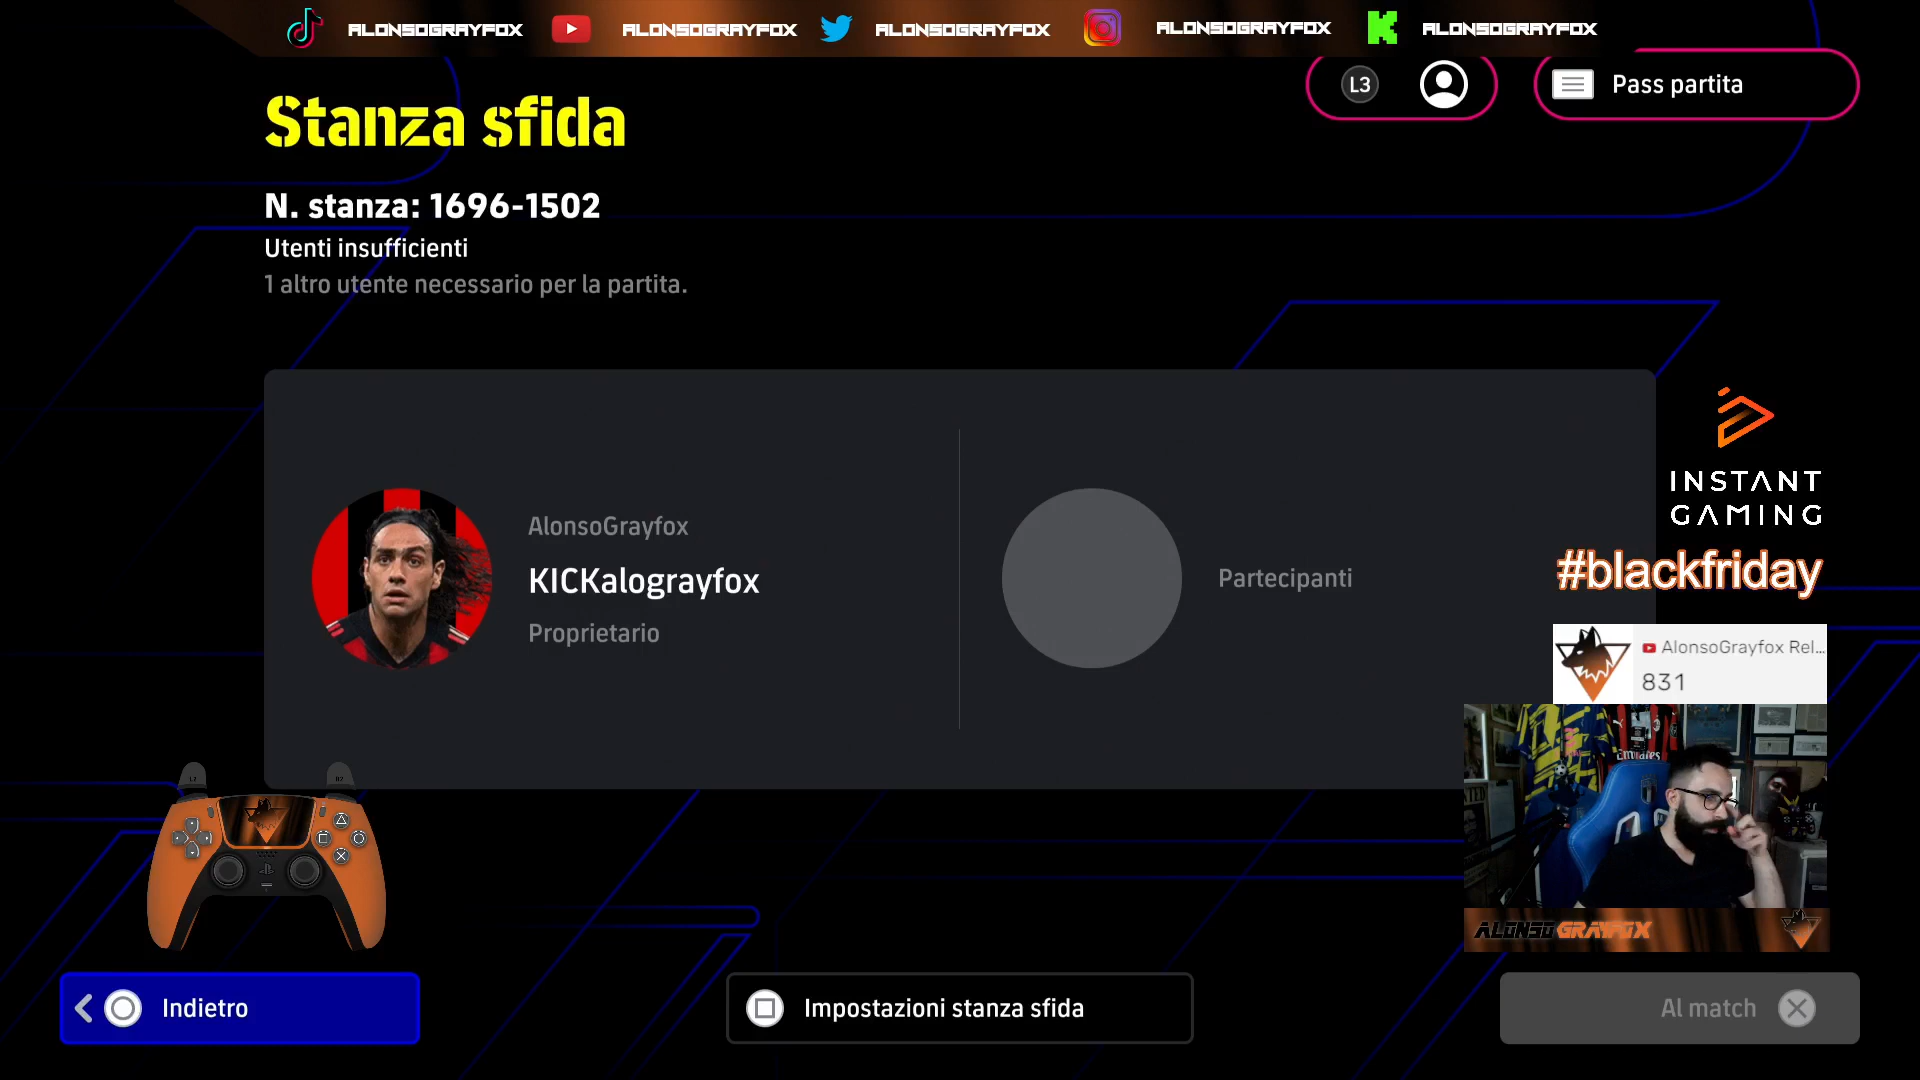 ALONSOGRAYFOX ALONSOGRAYFOX ALONSOGRAYFOX ALONSOGRAYFOX ALONSOGRAYFOX
L3 Pass partita
Stanza sfida
N. stanza: 1696-1502
Utenti insufficienti
1 altro utente necessario per la partita.
AlonsoGrayfox
KICKalograyfox
Proprietario
Partecipanti
INSTANT
GAMING
#blackfriday
AlonsoGrayfox Rel...
831
Emirates
ALONSOGRAYFOX
Indietro
Impostazioni stanza sfida
Al match